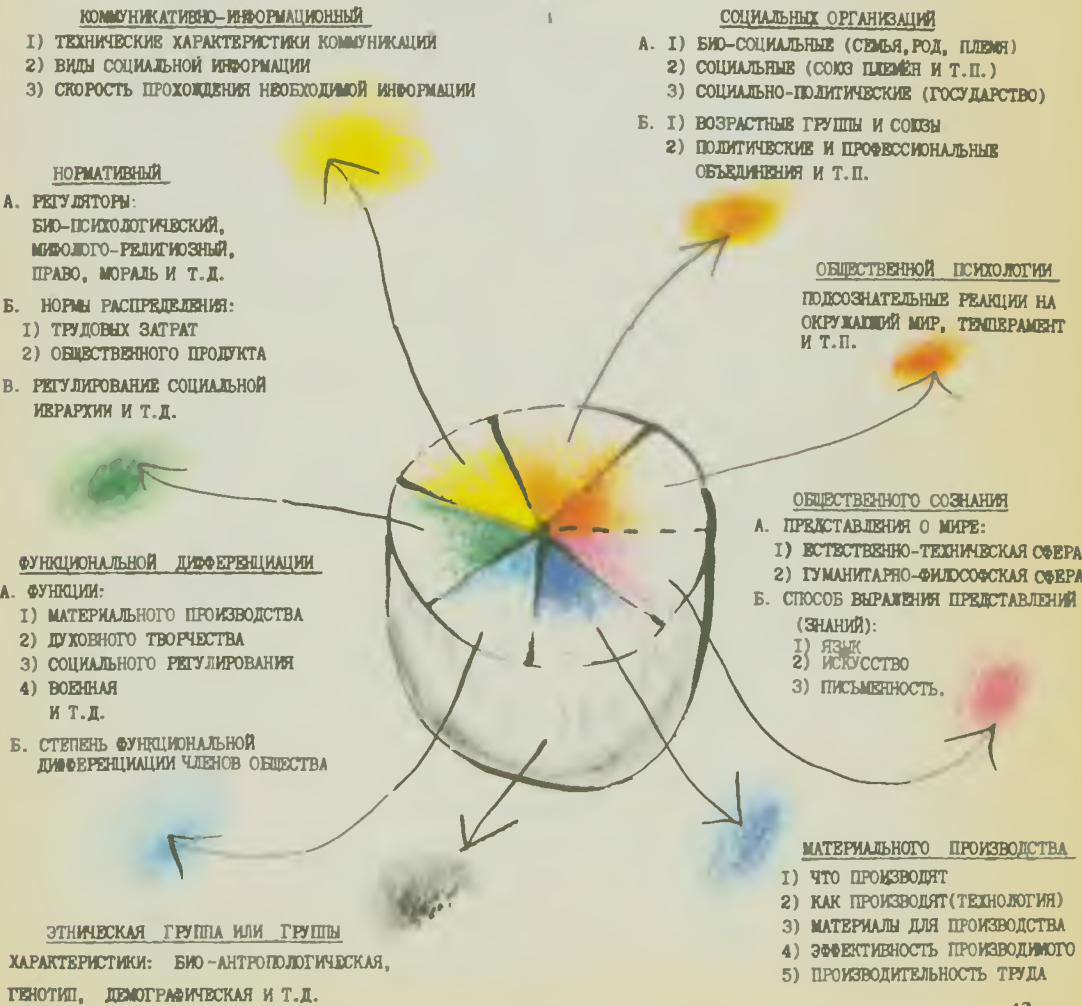 КОММУНИКАТИВНО-ИНФОРМАЦИОННЫЙ
I) ТЕХНИЧЕСКИЕ ХАРАКТЕРИСТИКИ КОММУНИКАЦИИ
2) ВИДЫ СОЦИАЛЬНОЙ ИНФОРМАЦИИ
3) СКОРОСТЬ ПРОХОЖДЕНИЯ НЕОБХОДИМОЙ ИНФОРМАЦИИ
СОЦИАЛЬНЫХ ОРГАНИЗАЦИЙ
А. I) БИО-СОЦИАЛЬНЫЕ (СЕМЬЯ, РОД, ПЛЕМЯ)
2) СОЦИАЛЬНЫЕ (СОЮЗ ПЛЕМЁН И Т.П.)
3) СОЦИАЛЬНО-ПОЛИТИЧЕСКИЕ (ГОСУДАРСТВО)
Б. I) ВОЗРАСТНЫЕ ГРУППЫ И СОЮЗЫ
2) ПОЛИТИЧЕСКИЕ И ПРОФЕССИОНАЛЬНЫЕ
ОБЪЕДИНЕНИЯ И Т.П.
НОРМАТИВНЫЙ
А. РЕГУЛЯТОРЫ:
БИО-ПСИХОЛОГИЧЕСКИЙ,
МИФОЛОГО-РЕЛИГИОЗНЫЙ,
ПРАВО, МОРАЛЬ И Т.Д.
Б. НОРМЫ РАСПРЕДЕЛЕНИЯ:
I) ТРУДОВЫХ ЗАТРАТ
2) ОБЩЕСТВЕННОГО ПРОДУКТА
В. РЕГУЛИРОВАНИЕ СОЦИАЛЬНОЙ
ИЕРАРХИИ И Т.Д.
ОБЩЕСТВЕННОЙ ПСИХОЛОГИИ
ПОДСОЗНАТЕЛЬНЫЕ РЕАКЦИИ НА
ОКРУЖАЮЩИЙ МИР, ТЕМПЕРАМЕНТ
И Т.П.
ОБЩЕСТВЕННОГО СОЗНАНИЯ
А. ПРЕДСТАВЛЕНИЯ О МИРЕ:
I) ЕСТЕСТВЕННО-ТЕХНИЧЕСКАЯ СФЕРА
2) ГУМАНИТАРНО-ФИЛОСОФСКАЯ СФЕРА
Б. СПОСОБ ВЫРАЖЕНИЯ ПРЕДСТАВЛЕНИЙ
(ЗНАНИЙ):
I) ЯЗЫК
2) ИСКУССТВО
3) ПИСЬМЕННОСТЬ.
ФУНКЦИОНАЛЬНОЙ ДИФФЕРЕНЦИАЦИИ
А. ФУНКЦИИ:
I) МАТЕРИАЛЬНОГО ПРОИЗВОДСТВА
2) ДУХОВНОГО ТВОРЧЕСТВА
3) СОЦИАЛЬНОГО РЕГУЛИРОВАНИЯ
4) ВОЕННАЯ
И Т.Д.
Б. СТЕПЕНЬ ФУНКЦИОНАЛЬНОЙ
ДИФФЕРЕНЦИАЦИИ ЧЛЕНОВ ОБЩЕСТВА
МАТЕРИАЛЬНОГО ПРОИЗВОДСТВА
I) ЧТО ПРОИЗВОДЯТ
2) КАК ПРОИЗВОДЯТ(ТЕХНОЛОГИЯ)
3) МАТЕРИАЛЫ ДЛЯ ПРОИЗВОДСТВА
4) ЭФФЕКТИВНОСТЬ ПРОИЗВОДИМОГО
5) ПРОИЗВОДИТЕЛЬНОСТЬ ТРУДА
ЭТНИЧЕСКАЯ ГРУППА ИЛИ ГРУППЫ
ХАРАКТЕРИСТИКИ: БИО-АНТРОПОЛОГИЧЕСКАЯ,
ГЕНОТИП, ДЕМОГРАФИЧЕСКАЯ И Т.Д.